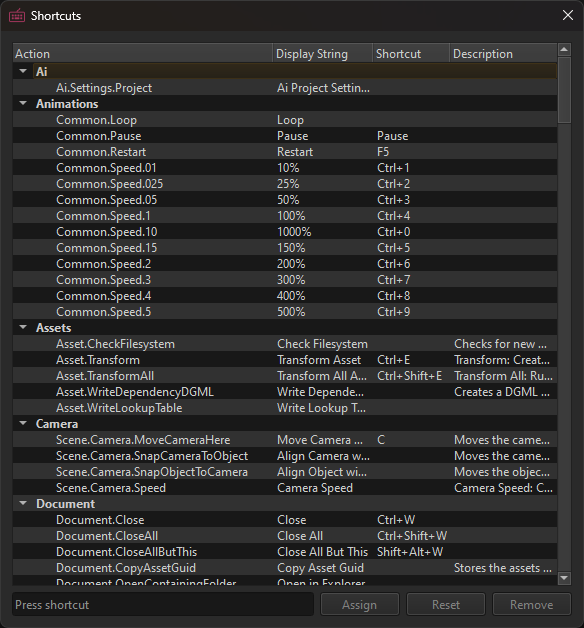 Shortcuts
Action Display String Shortcut Description
Ai
Ai.Settings.Project Ai Project Settin...
Animations
Common.Loop Loop
Common.Pause Pause Pause
Common.Restart Restart F5
Common.Speed.01 10% Ctrl+1
Common.Speed.025 25% Ctrl+2
Common.Speed.05 50% Ctrl+3
Common.Speed.1 100% Ctrl+4
Common.Speed.10 1000% Ctrl+0
Common.Speed.15 150% Ctrl+5
Common.Speed.2 200% Ctrl+6
Common.Speed.3 300% Ctrl+7
Common.Speed.4 400% Ctrl+8
Common.Speed.5 500% Ctrl+9
Assets
Asset.CheckFilesystem Check Filesystem Checks for new ...
Asset.Transform Transform Asset Ctrl+E Transform: Creat...
Asset.TransformAll Transform All A... Ctrl+Shift+E Transform All: Ru...
Asset.WriteDependencyDGML Write Depende... Creates a DGML ...
Asset.WriteLookupTable Write Lookup T...
Camera
Scene.Camera.MoveCameraHere Move Camera ... C Moves the came...
Scene.Camera.SnapCameraToObject Align Camera w... Moves the came...
Scene.Camera.SnapObjectToCamera Align Object wi... Moves the objec...
Scene.Camera.Speed Camera Speed Camera Speed: C...
Document
Document.Close Close Ctrl+W
Document.CloseAll Close All Ctrl+Shift+W
Document.CloseAllButThis Close All But This Shift+Alt+W
Document.CopyAssetGuid Copy Asset Guid Stores the assets ...
Document.OpenContainingFolder Open in Explorer
Press shortcut Assign Reset Remove